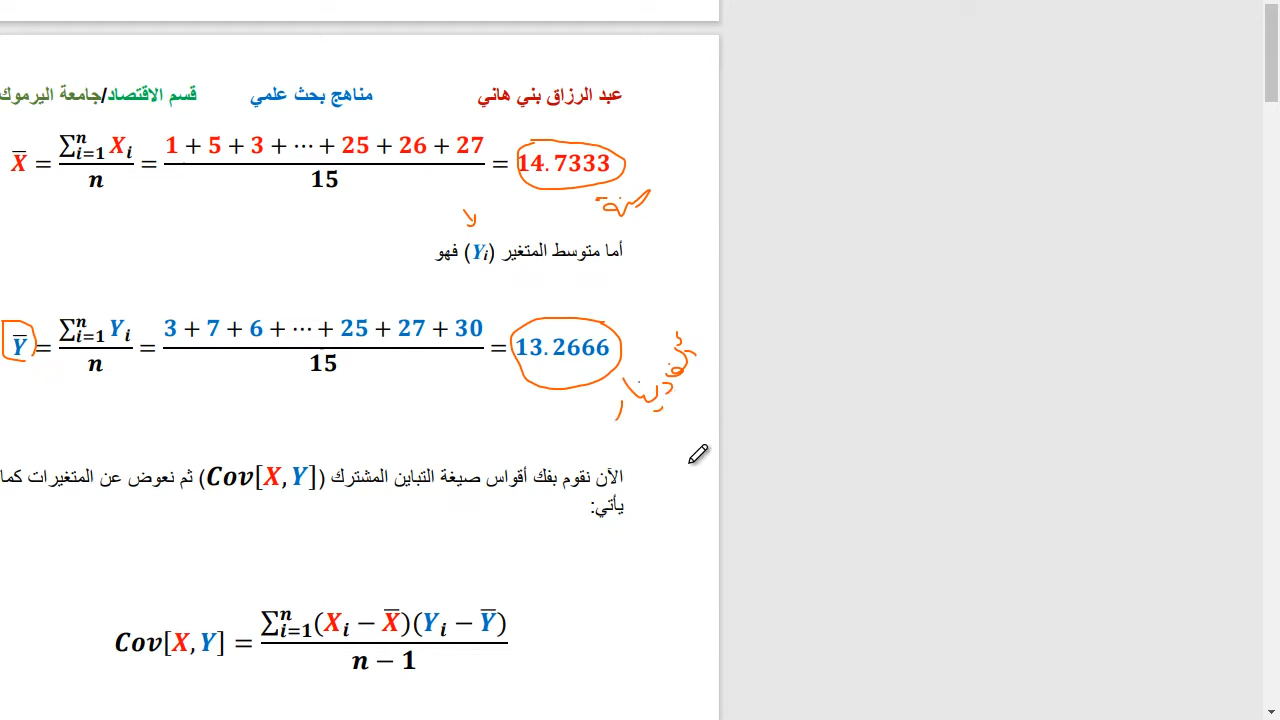 عبد الرزاق بني هاني مناهج بحث علمي قسم الاقتصاد/جامعة اليرموك
X̅ = ∑ⁿᵢ₌₁ Xᵢ / n = 1 + 5 + 3 + ⋯ + 25 + 26 + 27 / 15 = 14.7333
سنة
أما متوسط المتغير (Yᵢ) فهو
Y̅ = ∑ⁿᵢ₌₁ Yᵢ / n = 3 + 7 + 6 + ⋯ + 25 + 27 + 30 / 15 = 13.2666
الآن نقوم بفك أقواس صيغة التباين المشترك (Cov[X, Y]) ثم نعوض عن المتغيرات كما
يأتي:
Cov[X, Y] = ∑ⁿᵢ₌₁(Xᵢ − X̅)(Yᵢ − Y̅) / n − 1